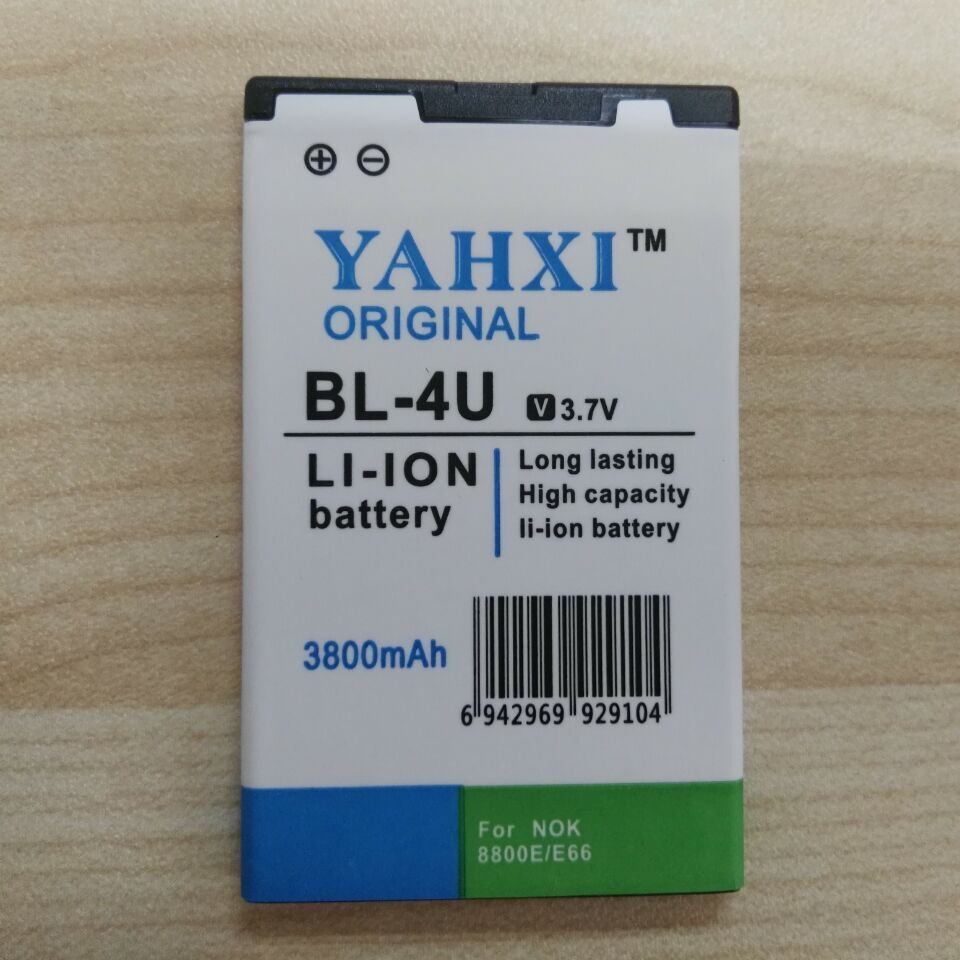 ⊕ ⊖
YAHXI™
ORIGINAL
BL-4U V 3.7V
LI-ION
battery
Long lasting
High capacity
li-ion battery
3800mAh
6 942969 929104
For NOK
8800E/E66